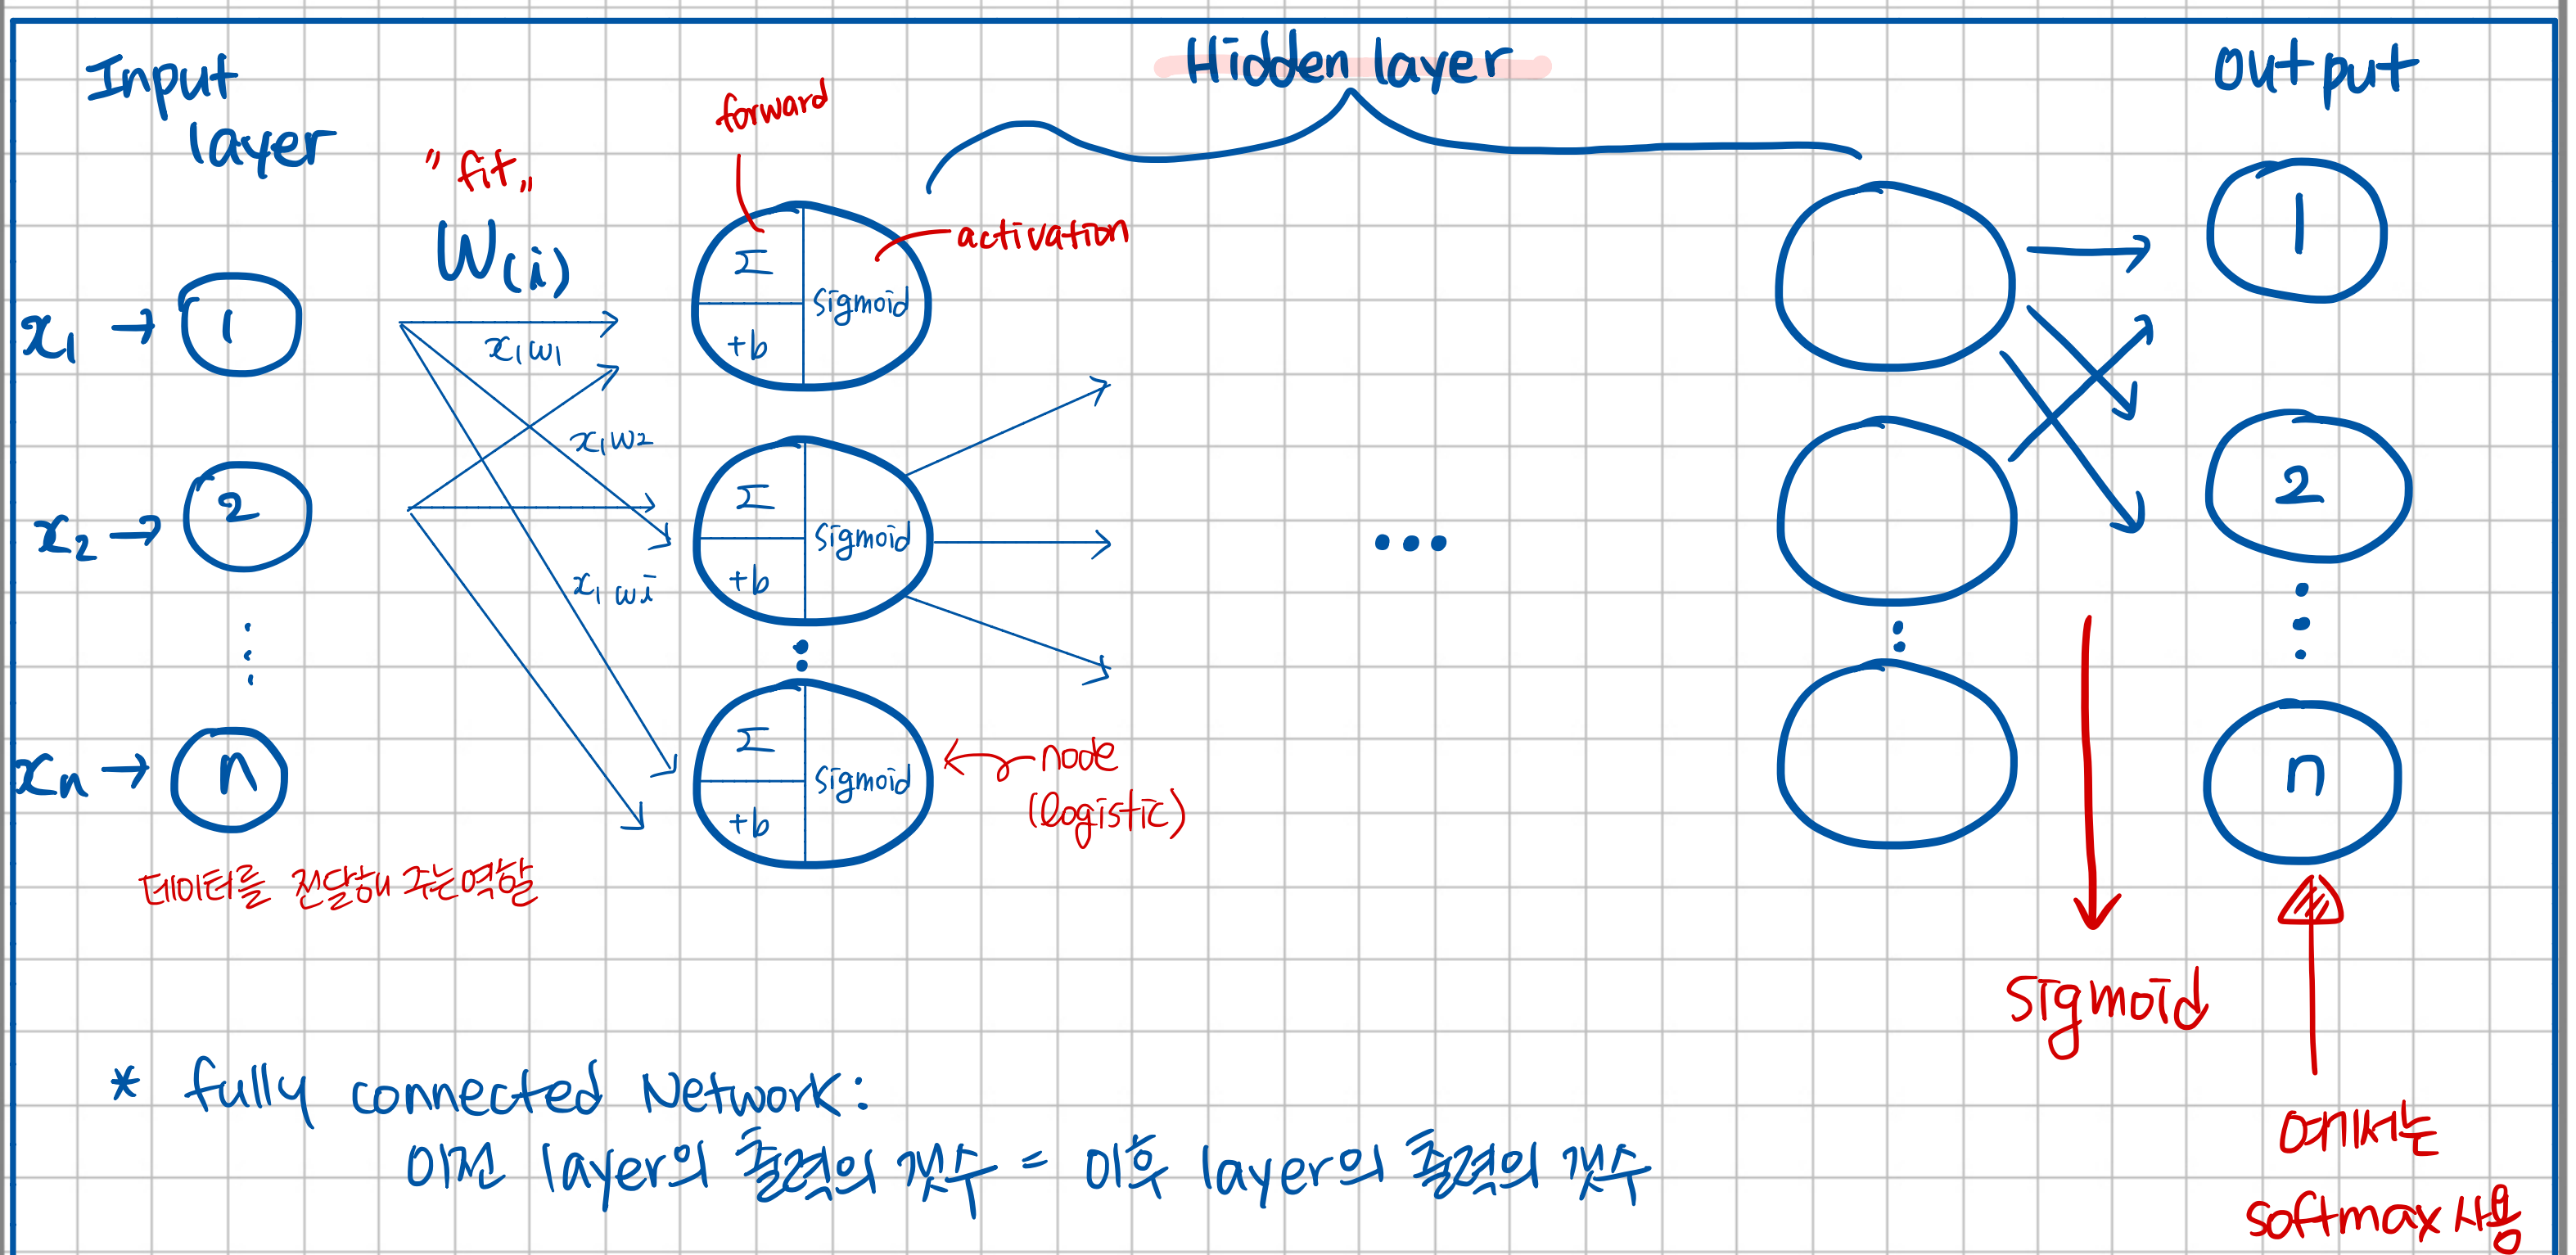 Input
layer
Hidden layer
output
"fit"
W(i)
forward
activation
x1 → 1
x2 → 2
xn → n
x1w1
x1w2
x1wi
Σ
+b
sigmoid
Σ
+b
sigmoid
Σ
+b
sigmoid
node
(logistic)
1
2
n
데이터를 전달해 주는 역할
sigmoid
여기서는
softmax 사용
* fully connected Network:
이전 layer의 출력의 갯수 = 이후 layer의 출력의 갯수